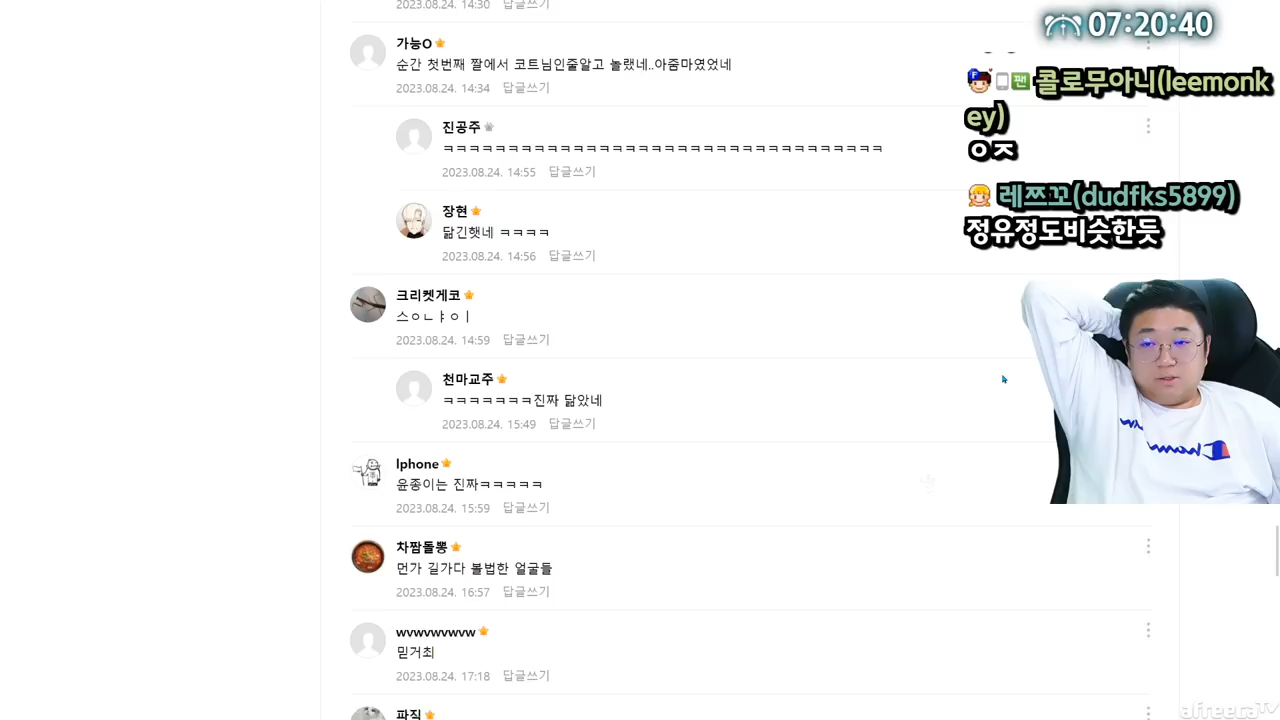 2023.08.24. 14:30 답글쓰기
07:20:40
가능O
순간 첫번째 짤에서 코트님인줄알고 놀랬네..아줌마였었네
2023.08.24. 14:34 답글쓰기
팬 콜로무아니(leemonk
ey)
ㅇㅈ
진공주
ㅋㅋㅋㅋㅋㅋㅋㅋㅋㅋㅋㅋㅋㅋㅋㅋㅋㅋㅋㅋㅋㅋㅋㅋㅋㅋㅋㅋㅋㅋㅋㅋㅋㅋ
2023.08.24. 14:55 답글쓰기
레쯔꼬(dudfks5899)
정유정도비슷한듯
장현
닮긴햇네 ㅋㅋㅋㅋ
2023.08.24. 14:56 답글쓰기
크리켓게코
스ㅇㄴㅑㅇㅣ
2023.08.24. 14:59 답글쓰기
천마교주
ㅋㅋㅋㅋㅋㅋㅋ진짜 닮았네
2023.08.24. 15:49 답글쓰기
Champion
lphone
윤종이는 진짜ㅋㅋㅋㅋㅋ
2023.08.24. 15:59 답글쓰기
차짬돌뽕
먼가 길가다 볼법한 얼굴들
2023.08.24. 16:57 답글쓰기
wvwvwvwvw
믿거최
2023.08.24. 17:18 답글쓰기
파직
afreecaTV